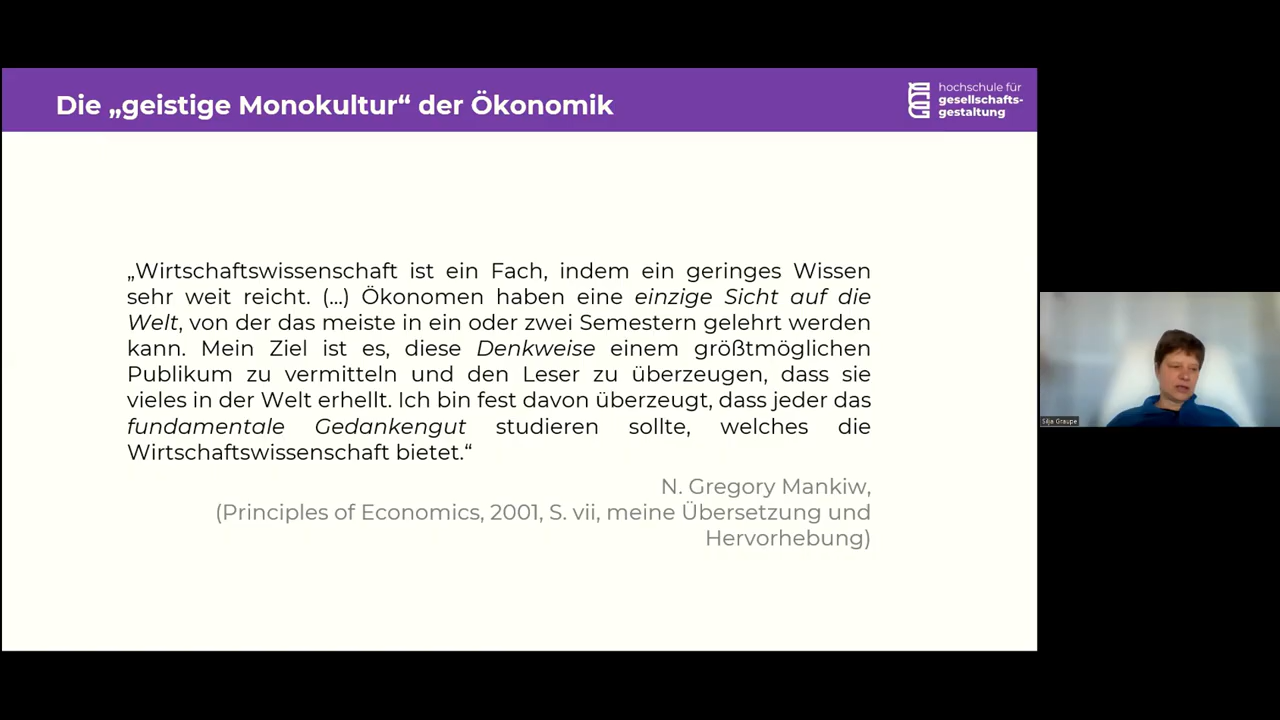 Die „geistige Monokultur“ der Ökonomik
hochschule für
gesellschafts-
gestaltung
„Wirtschaftswissenschaft ist ein Fach, indem ein geringes Wissen
sehr weit reicht. (...) Ökonomen haben eine einzige Sicht auf die
Welt, von der das meiste in ein oder zwei Semestern gelehrt werden
kann. Mein Ziel ist es, diese Denkweise einem größtmöglichen
Publikum zu vermitteln und den Leser zu überzeugen, dass sie
vieles in der Welt erhellt. Ich bin fest davon überzeugt, dass jeder das
fundamentale Gedankengut studieren sollte, welches die
Wirtschaftswissenschaft bietet.“
N. Gregory Mankiw,
(Principles of Economics, 2001, S. vii, meine Übersetzung und
Hervorhebung)
Silja Graupe